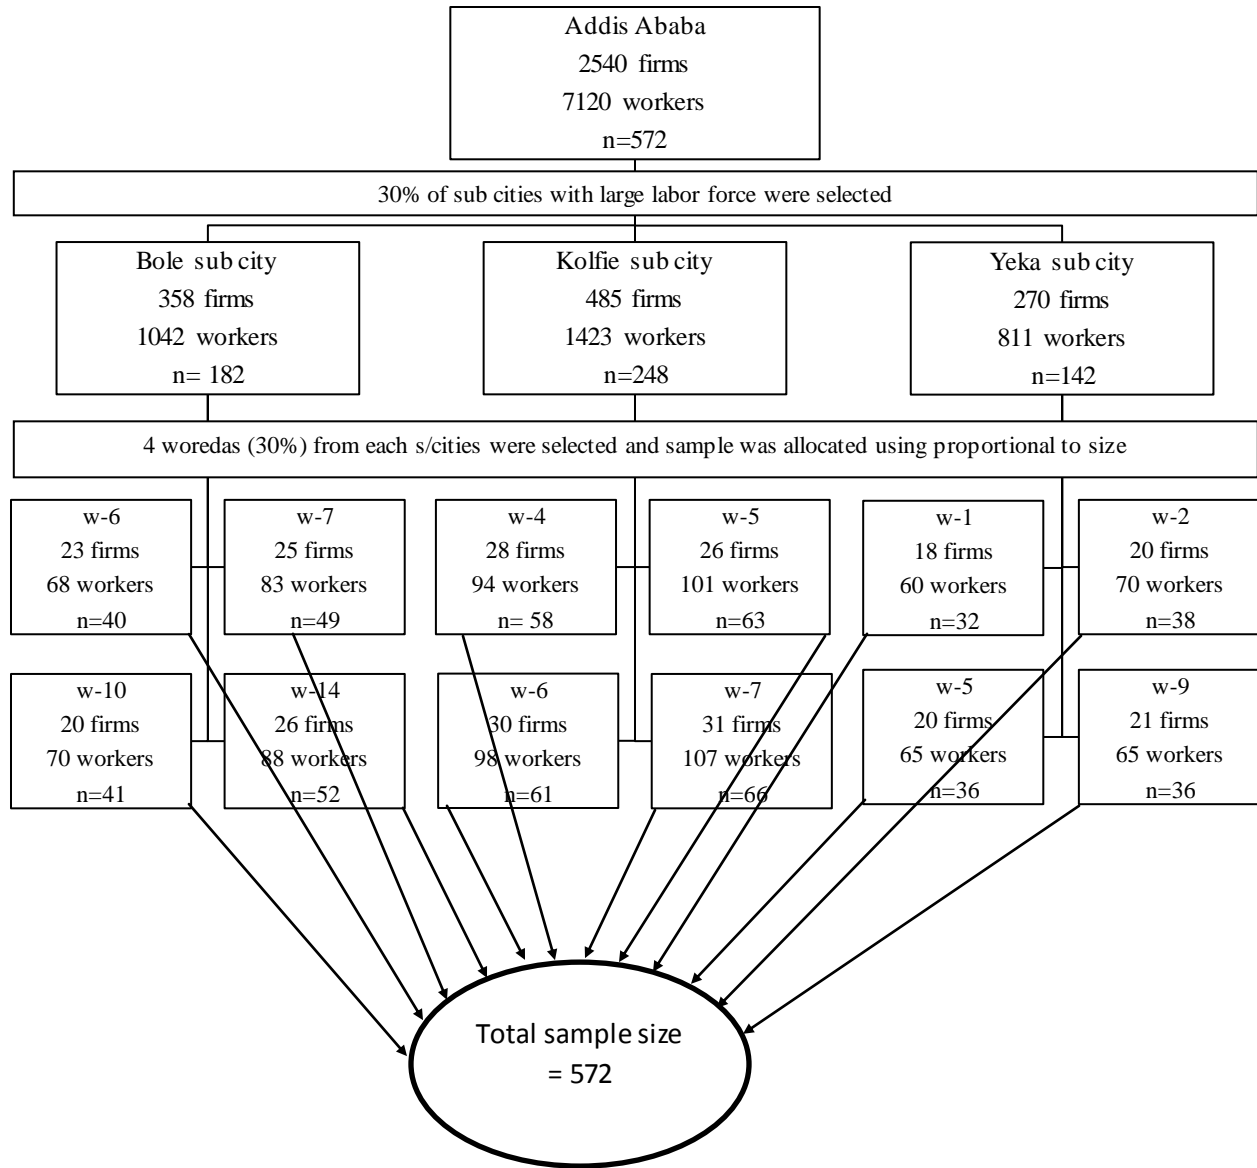 Addis Ababa
2540 firms
7120 workers
n=572
30% of sub cities with large labor force were selected
Bole sub city
358 firms
1042 workers
n= 182
Kolfie sub city
485 firms
1423 workers
n=248
Yeka sub city
270 firms
811 workers
n=142
4 woredas (30%) from each s/cities were selected and sample was allocated using proportional to size
w-6
23 firms
68 workers
n=40
w-7
25 firms
83 workers
n=49
w-4
28 firms
94 workers
n= 58
w-5
26 firms
101 workers
n=63
w-1
18 firms
60 workers
n=32
w-2
20 firms
70 workers
n=38
w-10
20 firms
70 workers
n=41
w-14
26 firms
88 workers
n=52
w-6
30 firms
98 workers
n=61
w-7
31 firms
107 workers
n=66
w-5
20 firms
65 workers
n=36
w-9
21 firms
65 workers
n=36
Total sample size
= 572